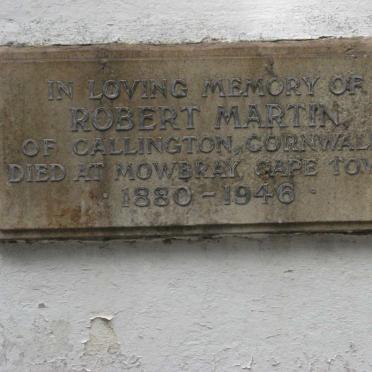 IN LOVING MEMORY OF
ROBERT MARTIN
OF CALLINGTON, CORNWAL
DIED AT MOWBRAY, CAPE TOW
· 1880 - 1946 ·